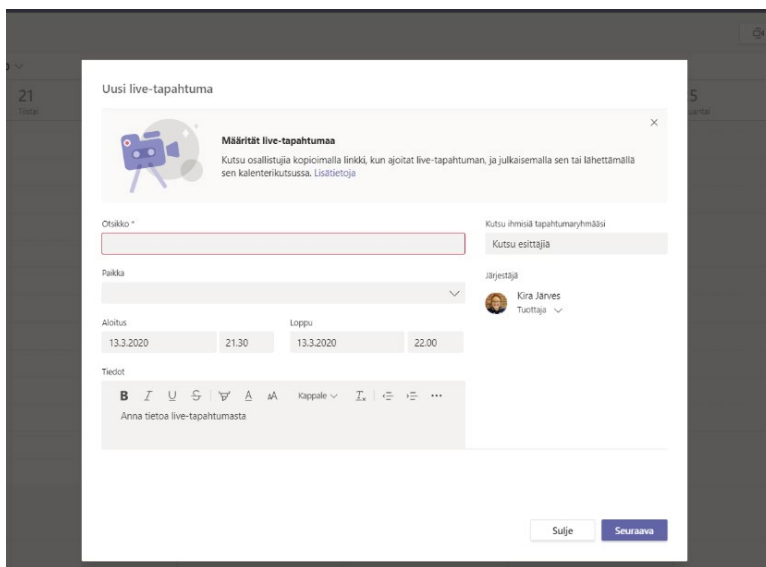 21
Tiistai
5
Uusi live-tapahtuma
Määrität live-tapahtumaa
Kutsu osallistujia kopioimalla linkki, kun ajoitat live-tapahtuman, ja julkaisemalla sen tai lähettämällä
sen kalenterikutsussa. Lisätietoja
Otsikko *
Kutsu ihmisiä tapahtumaryhmääsi
Kutsu esittäjiä
Paikka
Järjestäjä
Kira Järves
Tuottaja
Aloitus
Loppu
13.3.2020
21.30
13.3.2020
22.00
Tiedot
B I U S A AA Kappale
Anna tietoa live-tapahtumasta
Sulje
Seuraava